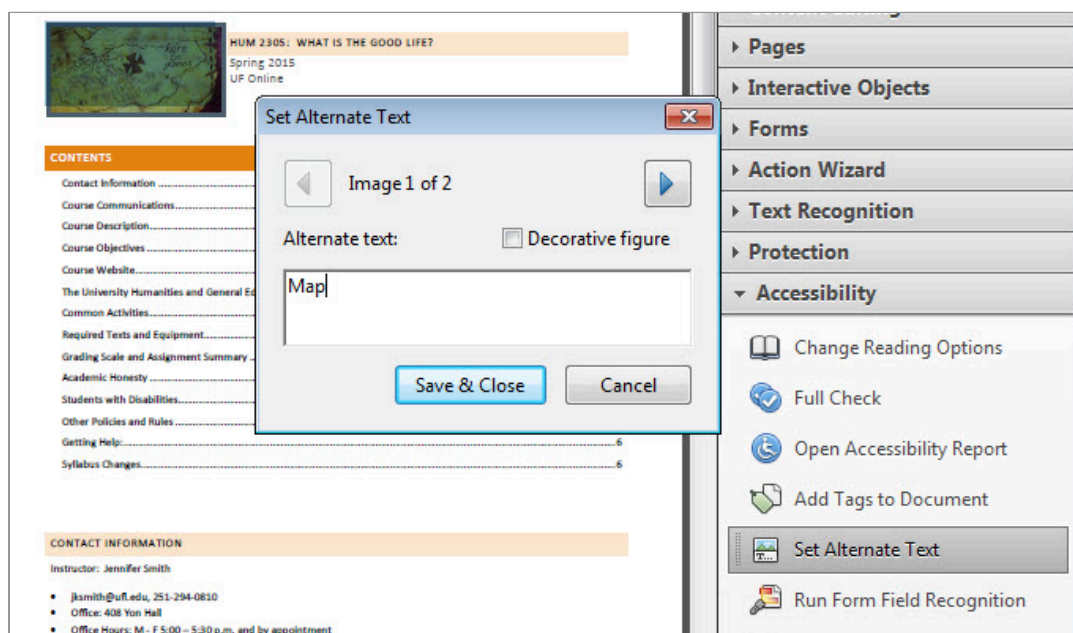 HUM 2305: WHAT IS THE GOOD LIFE?
Spring 2015
UF Online
CONTENTS
Contact Information
Course Communications
Course Description
Course Objectives
Course Website
The University Humanities and General Ed
Common Activities
Required Texts and Equipment
Grading Scale and Assignment Summary
Academic Honesty
Students with Disabilities
Other Policies and Rules
Getting Help: 6
Syllabus Changes 6
CONTACT INFORMATION
Instructor: Jennifer Smith
• jksmith@ufl.edu, 251-294-0810
• Office: 408 Yon Hall
• Office Hours: M - F 5:00 – 5:30 p.m. and by appointment
Set Alternate Text
Image 1 of 2
Alternate text:
Decorative figure
Map
Save & Close
Cancel
Pages
Interactive Objects
Forms
Action Wizard
Text Recognition
Protection
Accessibility
Change Reading Options
Full Check
Open Accessibility Report
Add Tags to Document
Set Alternate Text
Run Form Field Recognition